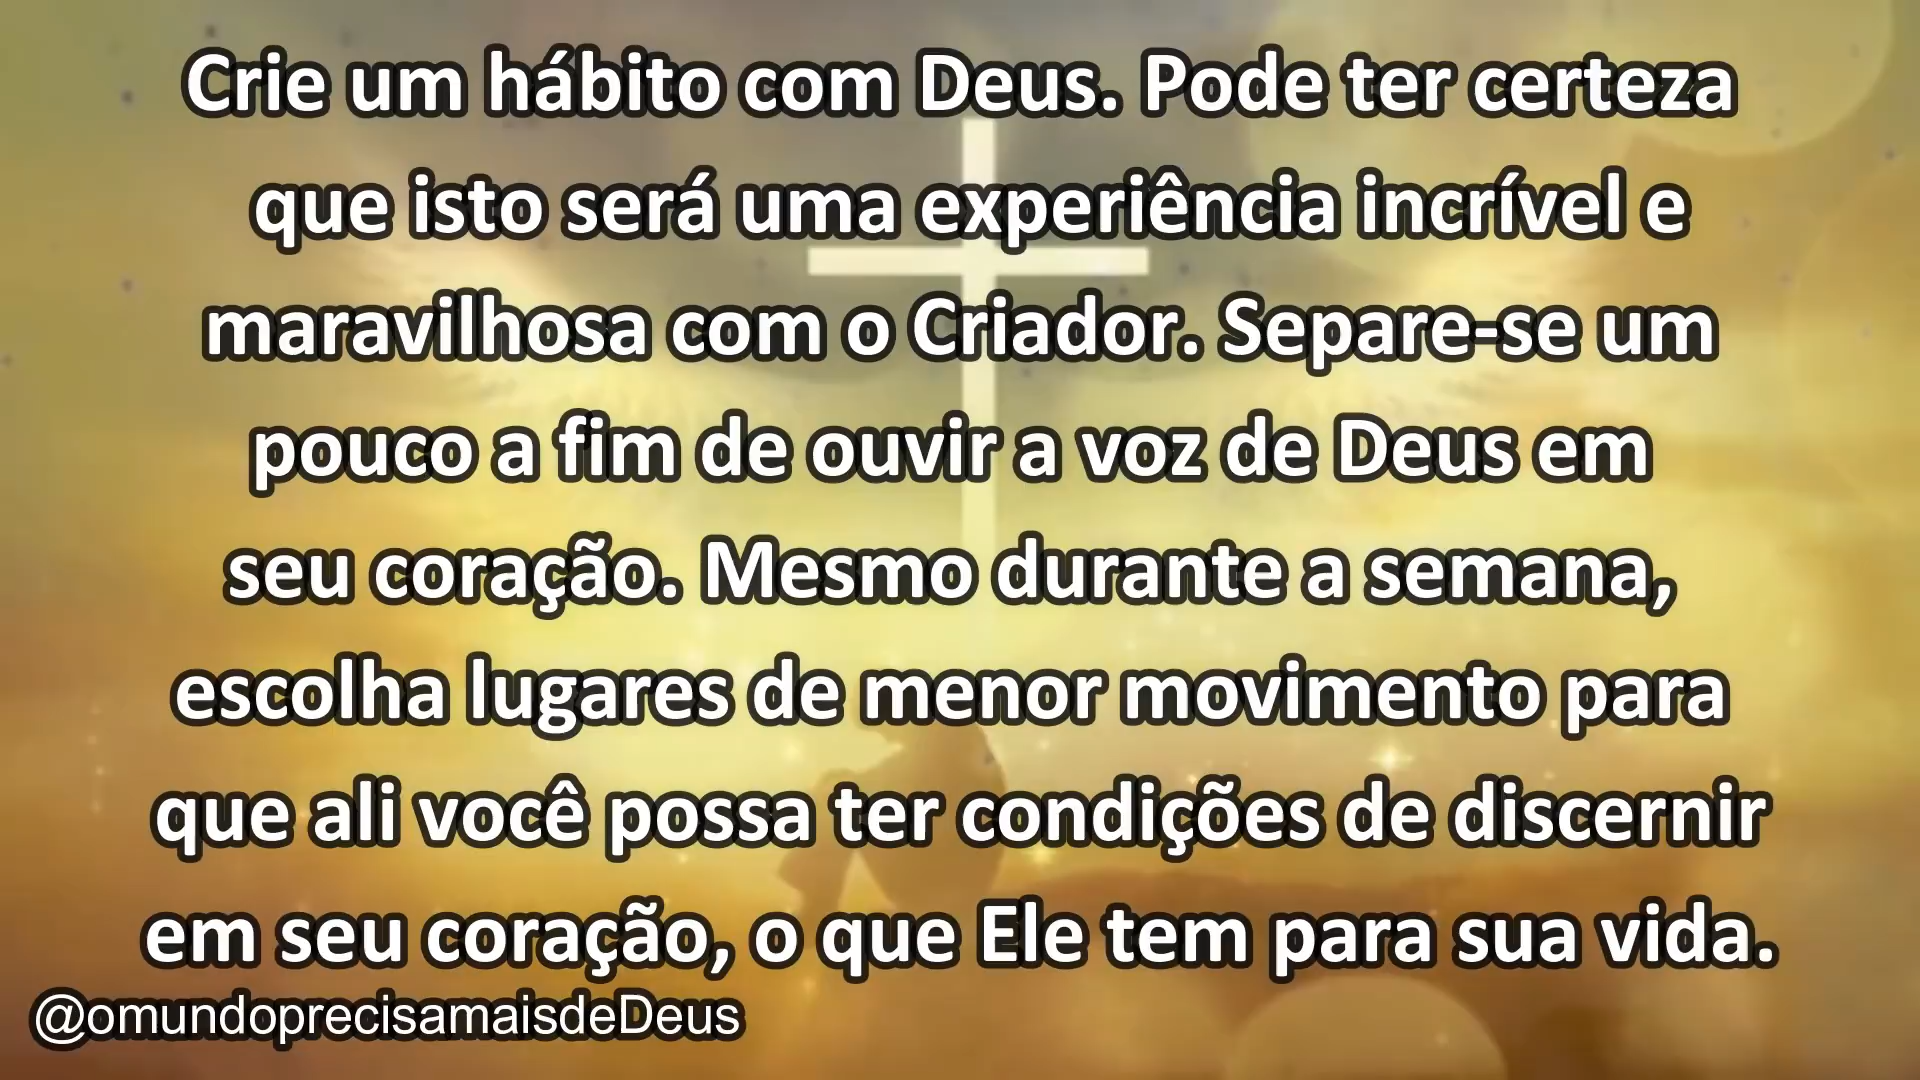 Crie um hábito com Deus. Pode ter certeza
que isto será uma experiência incrível e
maravilhosa com o Criador. Separe-se um
pouco a fim de ouvir a voz de Deus em
seu coração. Mesmo durante a semana,
escolha lugares de menor movimento para
que ali você possa ter condições de discernir
em seu coração, o que Ele tem para sua vida.
@omundoprecisamaisdeDeus